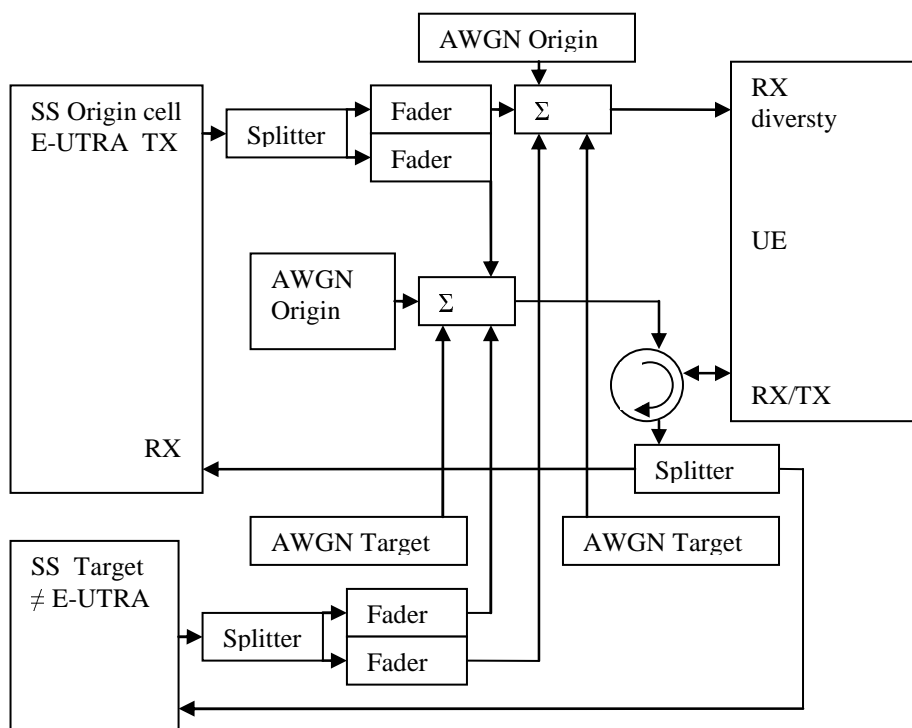 AWGN Origin
SS Origin cell
E-UTRA TX
Splitter
Fader
Fader
Σ
RX
diversty
UE
RX/TX
AWGN
Origin
Σ
RX
Splitter
AWGN Target
AWGN Target
SS Target
≠ E-UTRA
Splitter
Fader
Fader